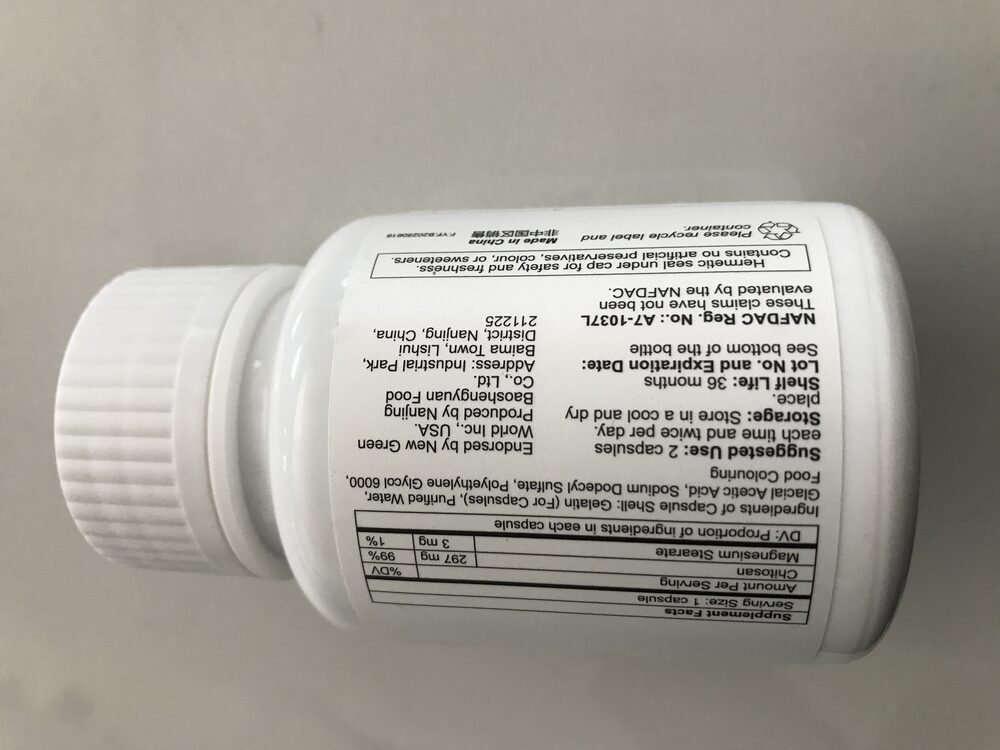 Supplement Facts
Serving Size: 1 capsule
Amount Per Serving %DV
Chitosan 297 mg 99%
Magnesium Stearate 3 mg 1%
DV: Proportion of ingredients in each capsule
Ingredients of Capsule Shell: Gelatin (For Capsules), Purified Water,
Glacial Acetic Acid, Sodium Dodecyl Sulfate, Polyethylene Glycol 6000,
Food Colouring
Suggested Use: 2 capsules
each time and twice per day.
Storage: Store in a cool and dry
place.
Shelf Life: 36 months
Lot No. and Expiration Date:
See bottom of the bottle
NAFDAC Reg. No.: A7-1037L
These claims have not been
evaluated by the NAFDAC.
Endorsed by New Green
World Inc., USA.
Produced by Nanjing
Baoshengyuan Food
Co., Ltd.
Address: Industrial Park,
Baima Town, Lishui
District, Nanjing, China,
211225
Hermetic seal under cap for safety and freshness.
Contains no artificial preservatives, colour, or sweeteners.
Please recycle label and
container.
Made in China
非中国区销售
F.YF.B20250616